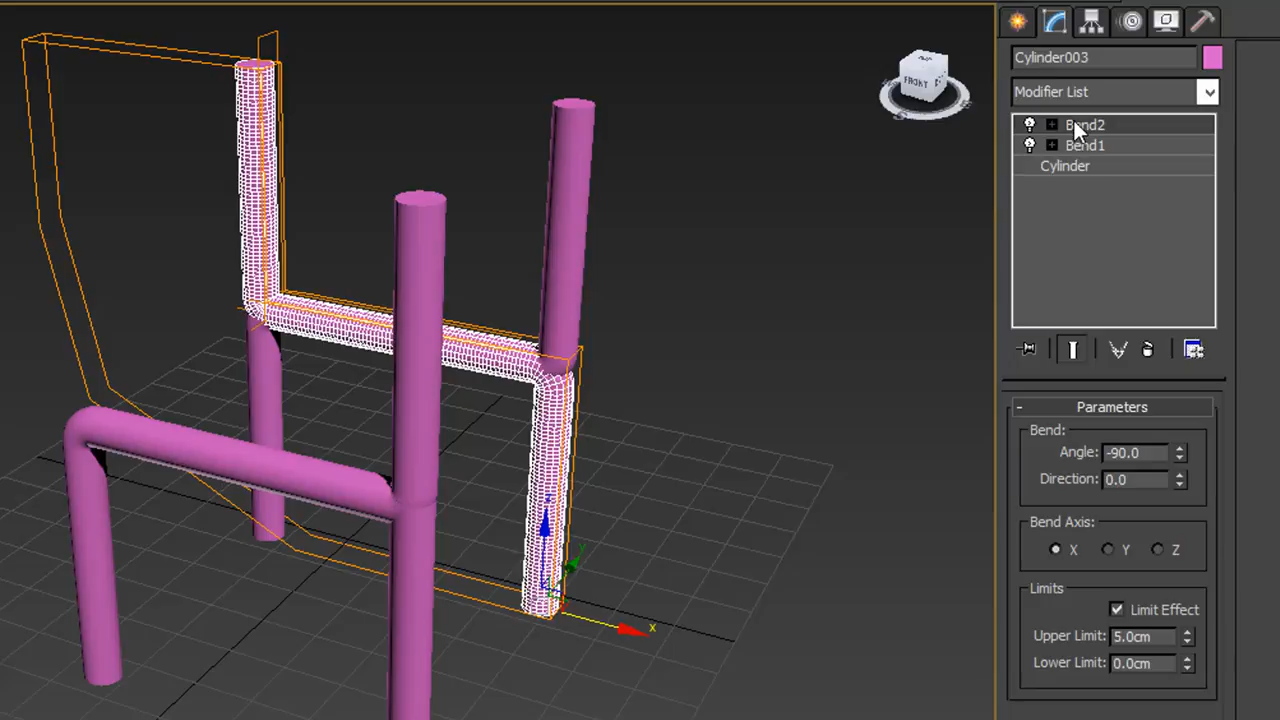 Cylinder003
Modifier List
Bend2
Bend1
Cylinder
FRONT
S
- Parameters
Bend:
Angle: -90.0
Direction: 0.0
Bend Axis:
X Y Z
Limits
Limit Effect
Upper Limit: 5.0cm
Lower Limit: 0.0cm
z
y
x